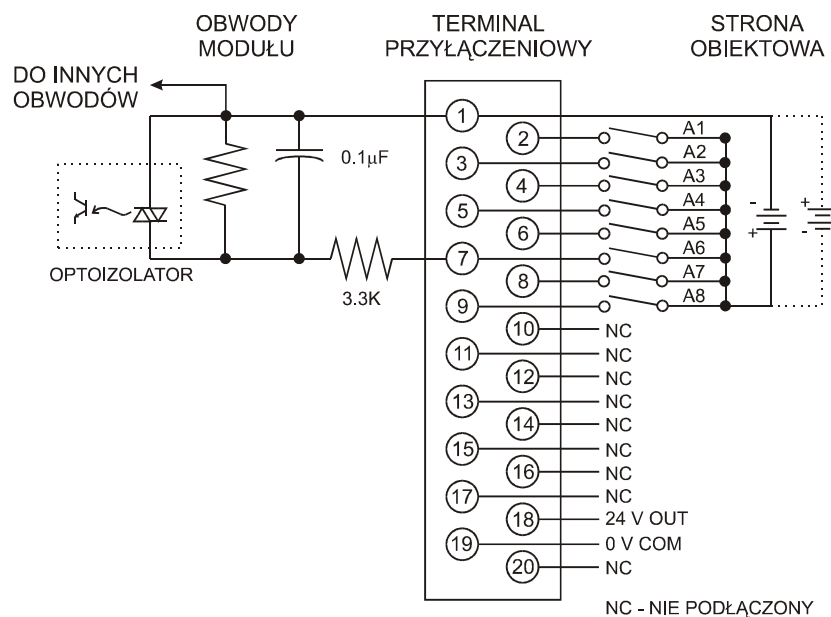 OBWODY
MODUŁU
TERMINAL
PRZYŁĄCZENIOWY
STRONA
OBIEKTOWA
DO INNYCH
OBWODÓW
0.1µF
OPTOIZOLATOR
3.3K
1
2 A1
3 A2
4 A3
5 A4
6 A5
7 A6
8 A7
9 A8
- +
+ -
10 NC
11 NC
12 NC
13 NC
14 NC
15 NC
16 NC
17 NC
18 24 V OUT
19 0 V COM
20 NC
NC - NIE PODŁĄCZONY